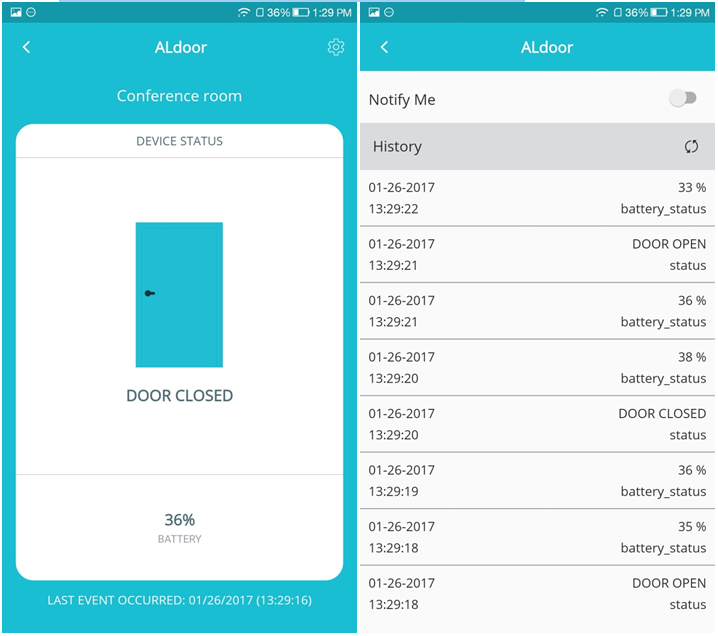 36% 1:29 PM
ALdoor
Conference room
DEVICE STATUS
DOOR CLOSED
36%
BATTERY
LAST EVENT OCCURRED: 01/26/2017 (13:29:16)
36% 1:29 PM
ALdoor
Notify Me
History
01-26-2017 33 %
13:29:22 battery_status
01-26-2017 DOOR OPEN
13:29:21 status
01-26-2017 36 %
13:29:21 battery_status
01-26-2017 38 %
13:29:20 battery_status
01-26-2017 DOOR CLOSED
13:29:20 status
01-26-2017 36 %
13:29:19 battery_status
01-26-2017 35 %
13:29:18 battery_status
01-26-2017 DOOR OPEN
13:29:18 status